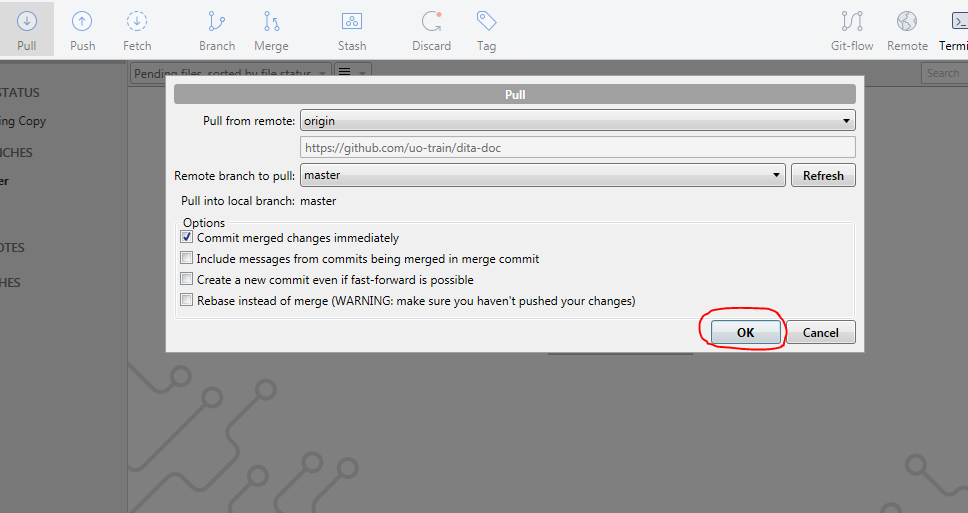 Pull Push Fetch Branch Merge Stash Discard Tag Git-flow Remote Termi
Pending files, sorted by file status
Search
STATUS
ing Copy
NCHES
er
OTES
HES
Pull
Pull from remote: origin
https://github.com/uo-train/dita-doc
Remote branch to pull: master Refresh
Pull into local branch: master
Options
Commit merged changes immediately
Include messages from commits being merged in merge commit
Create a new commit even if fast-forward is possible
Rebase instead of merge (WARNING: make sure you haven't pushed your changes)
OK Cancel